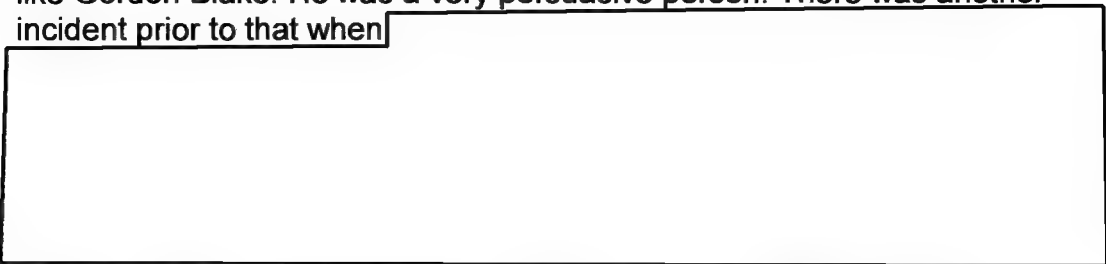 like Gordon Blake. He was a very persuasive person. There was another
incident prior to that when